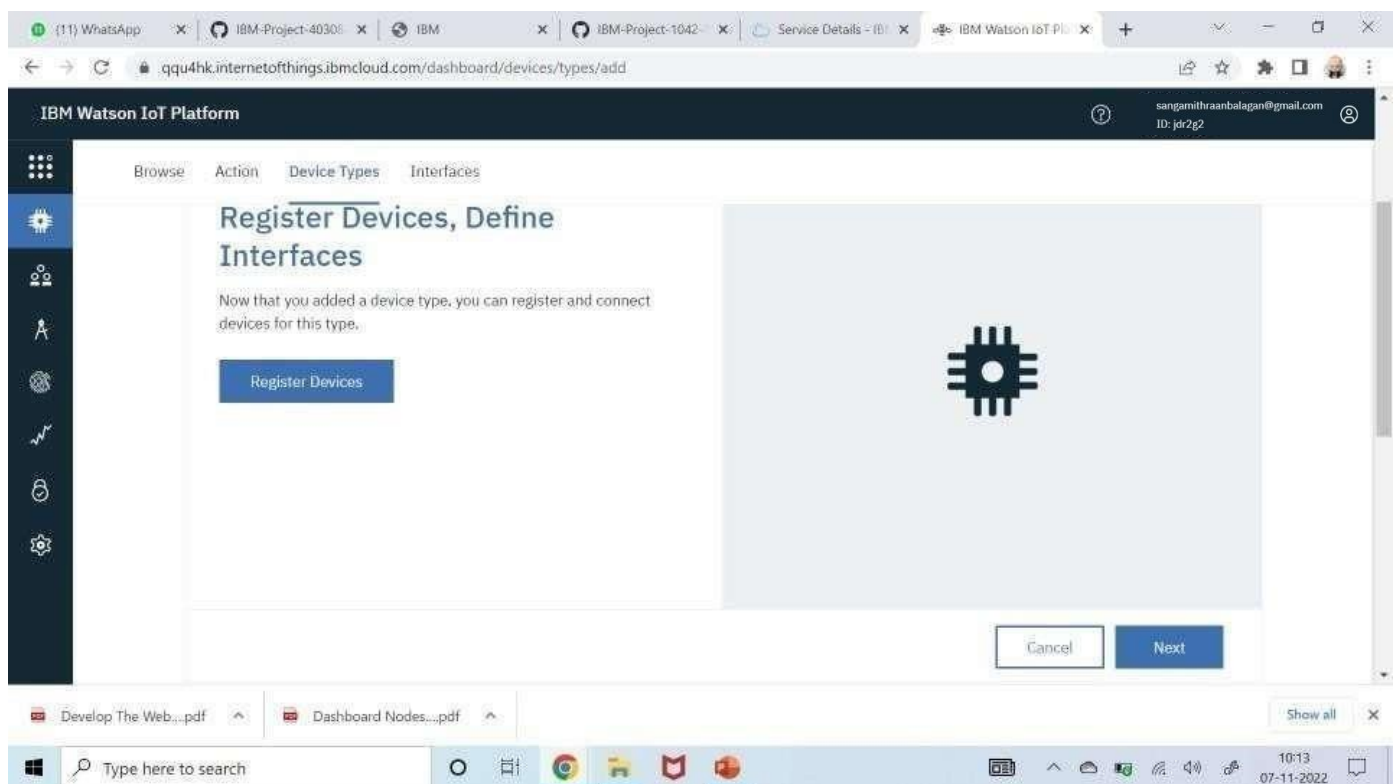 (11) WhatsApp
IBM-Project-40308
IBM
IBM-Project-1042
Service Details - IB
IBM Watson IoT Pl
qqu4hk.internetofthings.ibmcloud.com/dashboard/devices/types/add
IBM Watson IoT Platform
sangamithraanbalagan@gmail.com
ID: jdr2g2
Browse Action Device Types Interfaces
Register Devices, Define
Interfaces
Now that you added a device type, you can register and connect
devices for this type.
Register Devices
Cancel
Next
Develop The Web....pdf
Dashboard Nodes....pdf
Show all
Type here to search
10:13
07-11-2022